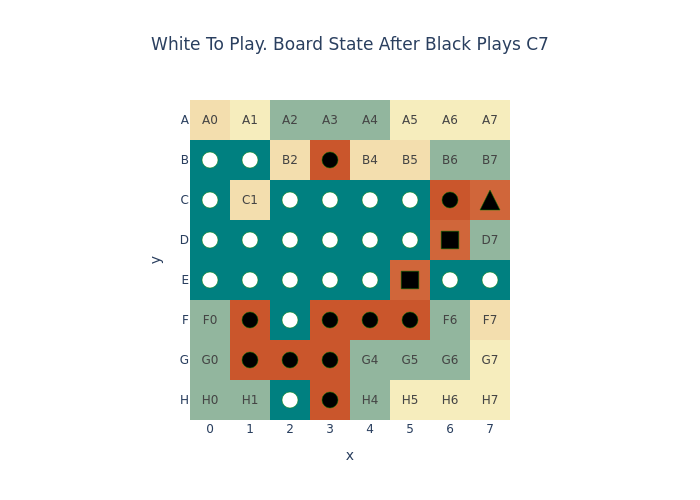 White To Play. Board State After Black Plays C7
A A0 A1 A2 A3 A4 A5 A6 A7
B B2 B4 B5 B6 B7
C C1
D D7
E
F F0 F6 F7
G G0 G4 G5 G6 G7
H H0 H1 H4 H5 H6 H7
0 1 2 3 4 5 6 7
x
y